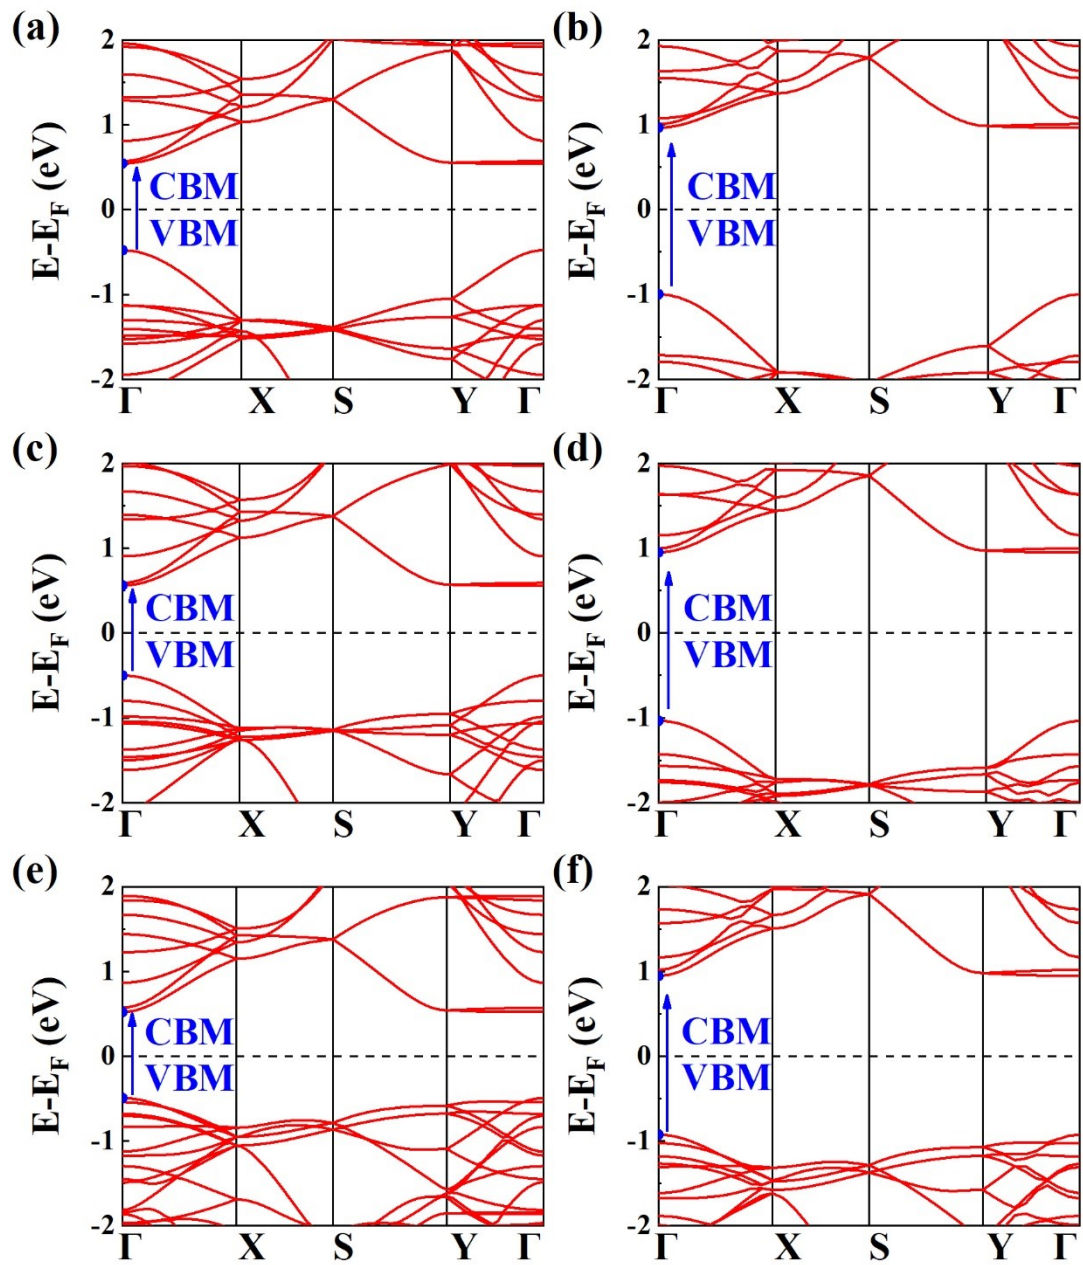 (a)
2
1
0
-1
-2
E-E_F (eV)
CBM
VBM
Γ X S Y Γ
(b)
2
1
0
-1
-2
E-E_F (eV)
CBM
VBM
Γ X S Y Γ
(c)
2
1
0
-1
-2
E-E_F (eV)
CBM
VBM
Γ X S Y Γ
(d)
2
1
0
-1
-2
E-E_F (eV)
CBM
VBM
Γ X S Y Γ
(e)
2
1
0
-1
-2
E-E_F (eV)
CBM
VBM
Γ X S Y Γ
(f)
2
1
0
-1
-2
E-E_F (eV)
CBM
VBM
Γ X S Y Γ